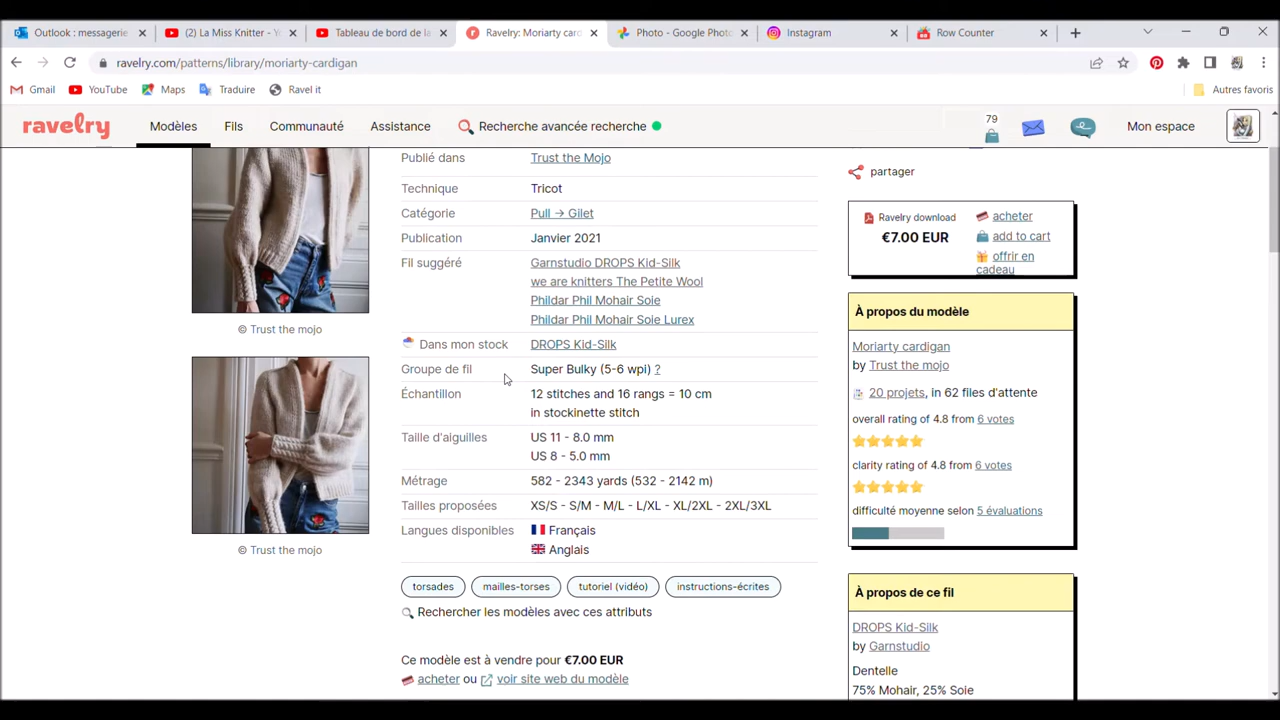 Outlook : messagerie
(2) La Miss Knitter - Yo
Tableau de bord de la
Ravelry: Moriarty card
Photo - Google Photo
Instagram
Row Counter
ravelry.com/patterns/library/moriarty-cardigan
Gmail
YouTube
Maps
Traduire
Ravel it
Autres favoris
ravelry
Modèles
Fils
Communauté
Assistance
Recherche avancée recherche
79
Mon espace
Publié dans Trust the Mojo
Technique Tricot
Catégorie Pull → Gilet
Publication Janvier 2021
Fil suggéré Garnstudio DROPS Kid-Silk
we are knitters The Petite Wool
Phildar Phil Mohair Soie
Phildar Phil Mohair Soie Lurex
Dans mon stock DROPS Kid-Silk
Groupe de fil Super Bulky (5-6 wpi) ?
Échantillon 12 stitches and 16 rangs = 10 cm
in stockinette stitch
Taille d'aiguilles US 11 - 8.0 mm
US 8 - 5.0 mm
Métrage 582 - 2343 yards (532 - 2142 m)
Tailles proposées XS/S - S/M - M/L - L/XL - XL/2XL - 2XL/3XL
Langues disponibles Français
Anglais
torsades mailles-torses tutoriel (vidéo) instructions-écrites
Rechercher les modèles avec ces attributs
Ce modèle est à vendre pour €7.00 EUR
acheter ou voir site web du modèle
© Trust the mojo
© Trust the mojo
partager
Ravelry download
€7.00 EUR
acheter
add to cart
offrir en
cadeau
À propos du modèle
Moriarty cardigan
by Trust the mojo
20 projets, in 62 files d'attente
overall rating of 4.8 from 6 votes
clarity rating of 4.8 from 6 votes
difficulté moyenne selon 5 évaluations
À propos de ce fil
DROPS Kid-Silk
by Garnstudio
Dentelle
75% Mohair, 25% Soie